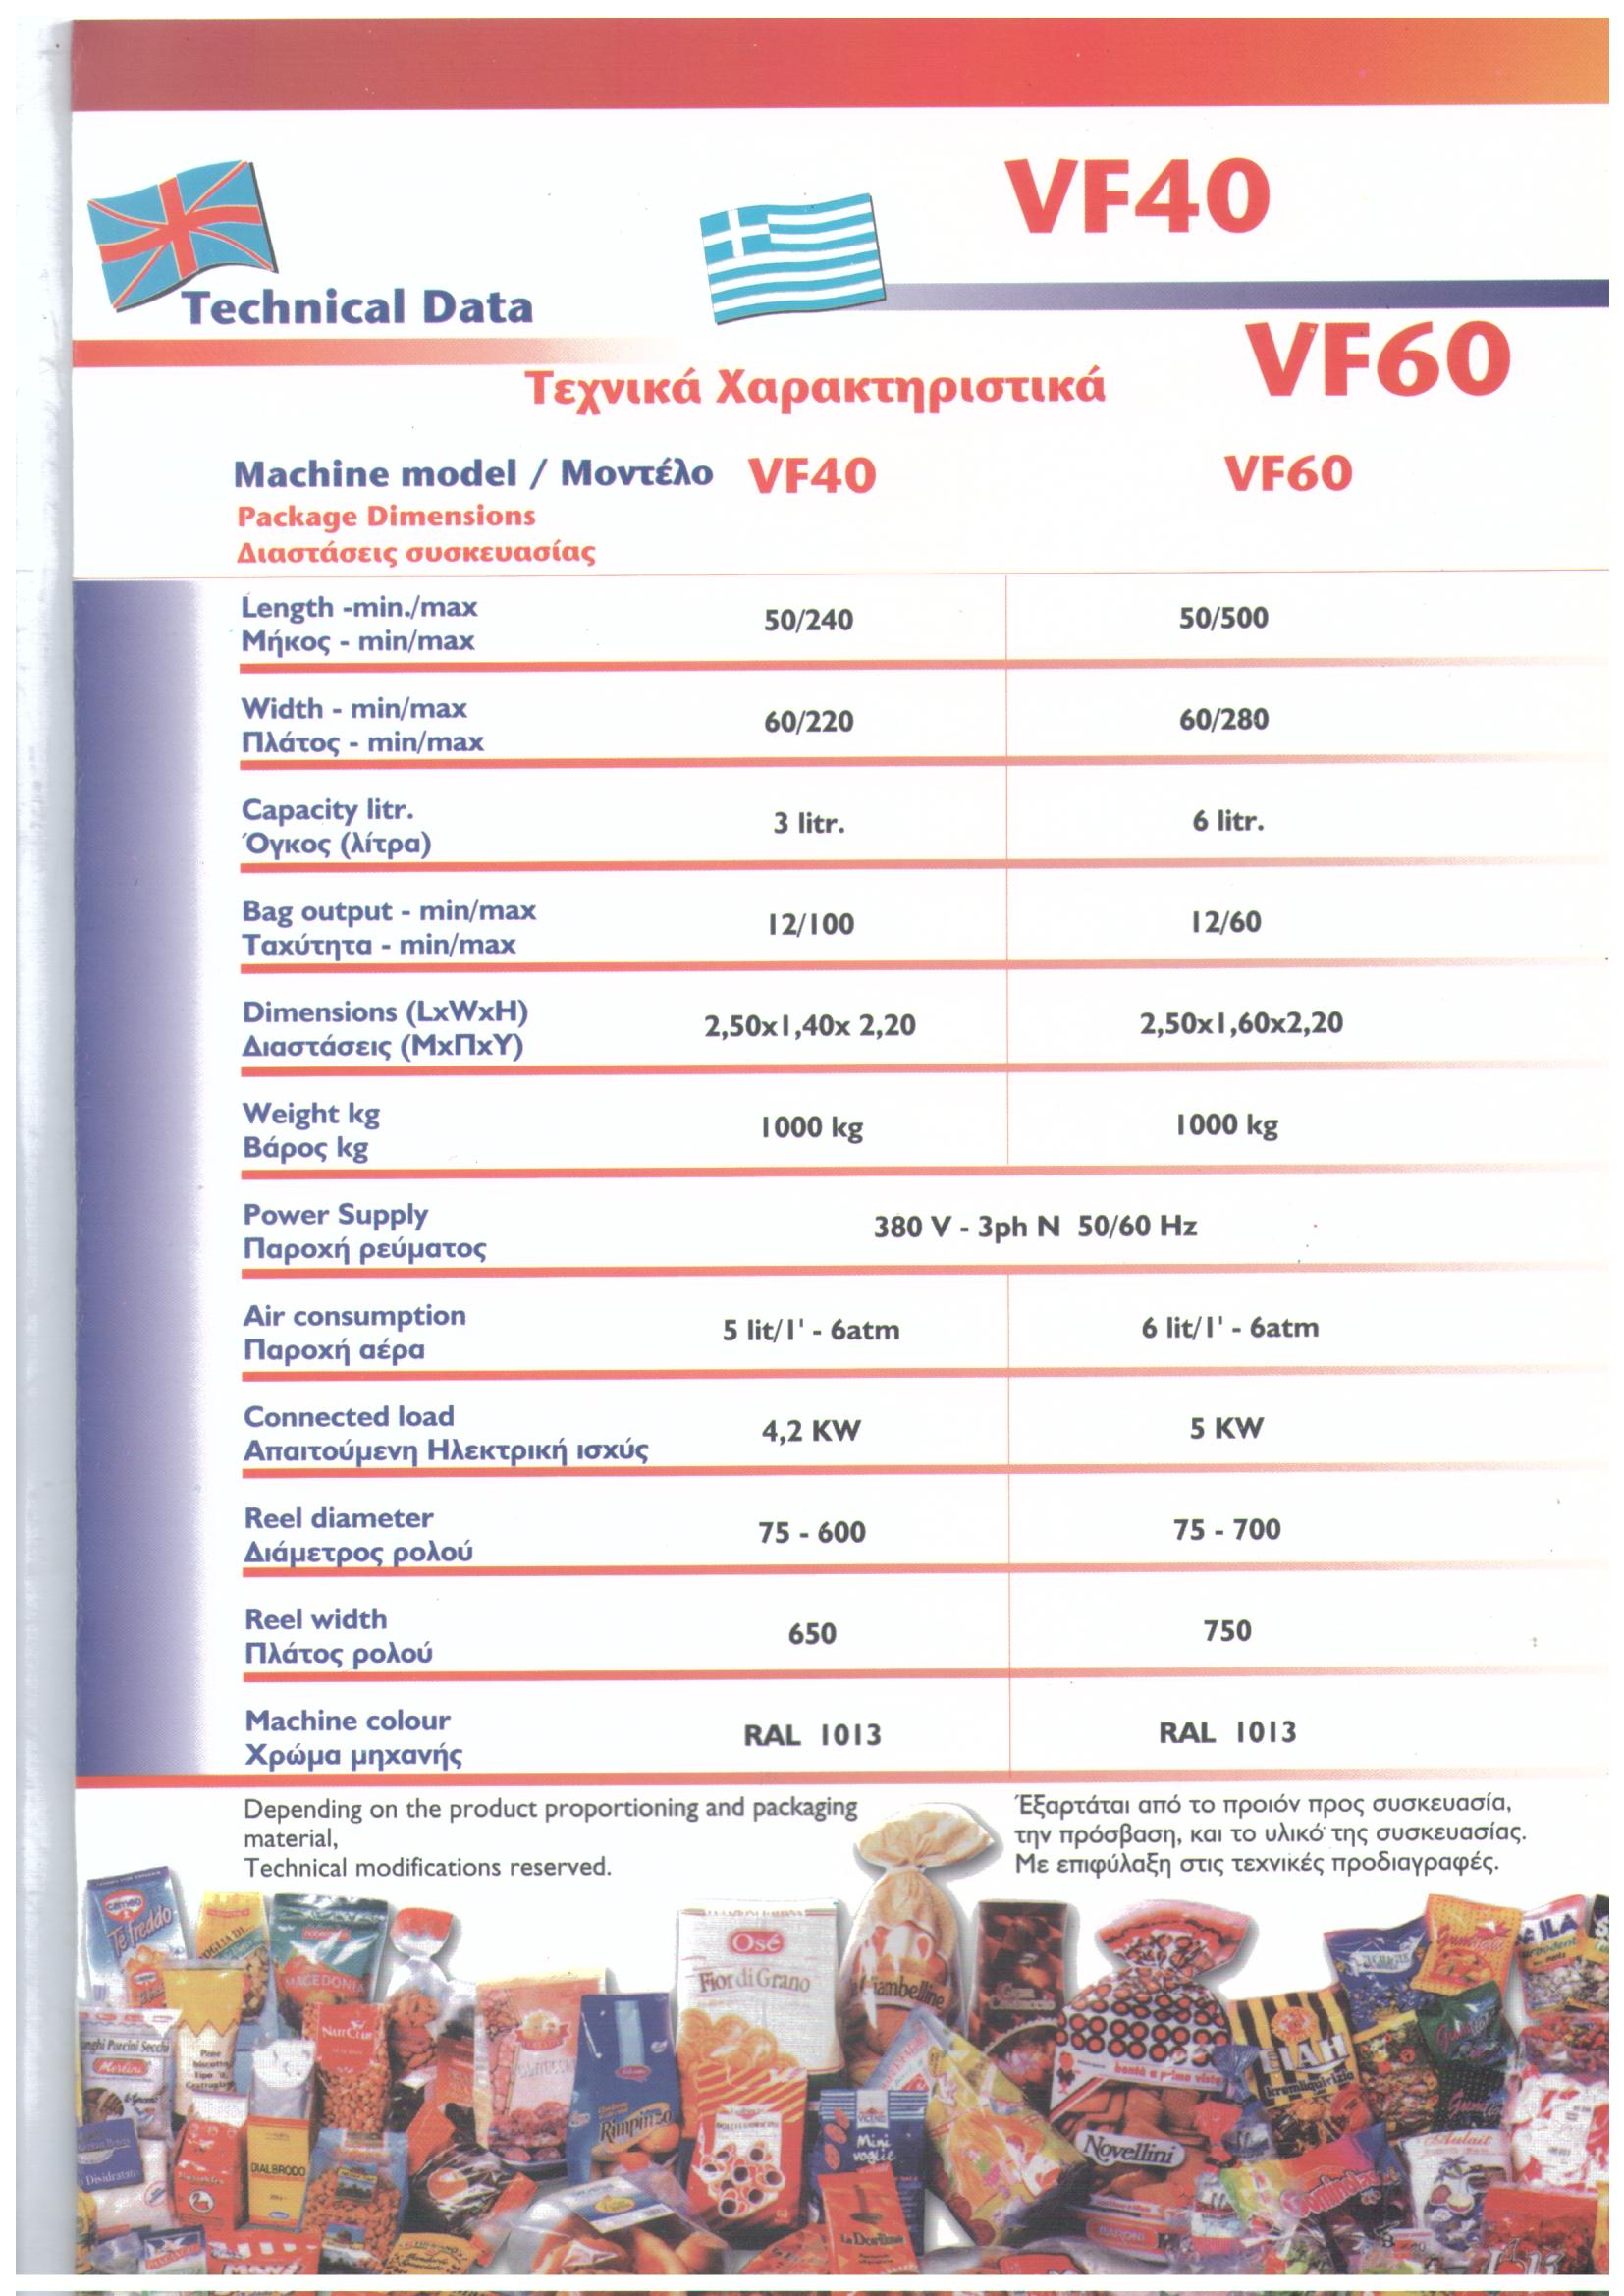 VF40
Technical Data
VF60
Τεχνικά Χαρακτηριστικά
Machine model / Μοντέλο VF40 VF60
Package Dimensions
Διαστάσεις συσκευασίας
Length -min./max
Μήκος - min/max
50/240 50/500
Width - min/max
Πλάτος - min/max
60/220 60/280
Capacity litr.
Όγκος (λίτρα)
3 litr. 6 litr.
Bag output - min/max
Ταχύτητα - min/max
12/100 12/60
Dimensions (LxWxH)
Διαστάσεις (ΜxΠxΥ)
2,50x1,40x 2,20 2,50x1,60x2,20
Weight kg
Βάρος kg
1000 kg 1000 kg
Power Supply
Παροχή ρεύματος
380 V - 3ph N 50/60 Hz
Air consumption
Παροχή αέρα
5 lit/1' - 6atm 6 lit/1' - 6atm
Connected load
Απαιτούμενη Ηλεκτρική ισχύς
4,2 KW 5 KW
Reel diameter
Διάμετρος ρολού
75 - 600 75 - 700
Reel width
Πλάτος ρολού
650 750
Machine colour
Χρώμα μηχανής
RAL 1013 RAL 1013
Depending on the product proportioning and packaging
material,
Technical modifications reserved.
Έξαρτάται από το προιόν προς συσκευασία,
την πρόσβαση, και το υλικό της συσκευασίας.
Με επιφύλαξη στις τεχνικές προδιαγραφές.
cameo
Tè freddo
MACEDONIA
NutClub
Osé
Fior di Grano
Porcini Secchi
Rimpinzo
VICENZI
Mini
voglie
bontà a prima vista
Novellini
DIALBRODO
BARONI
La Dorina